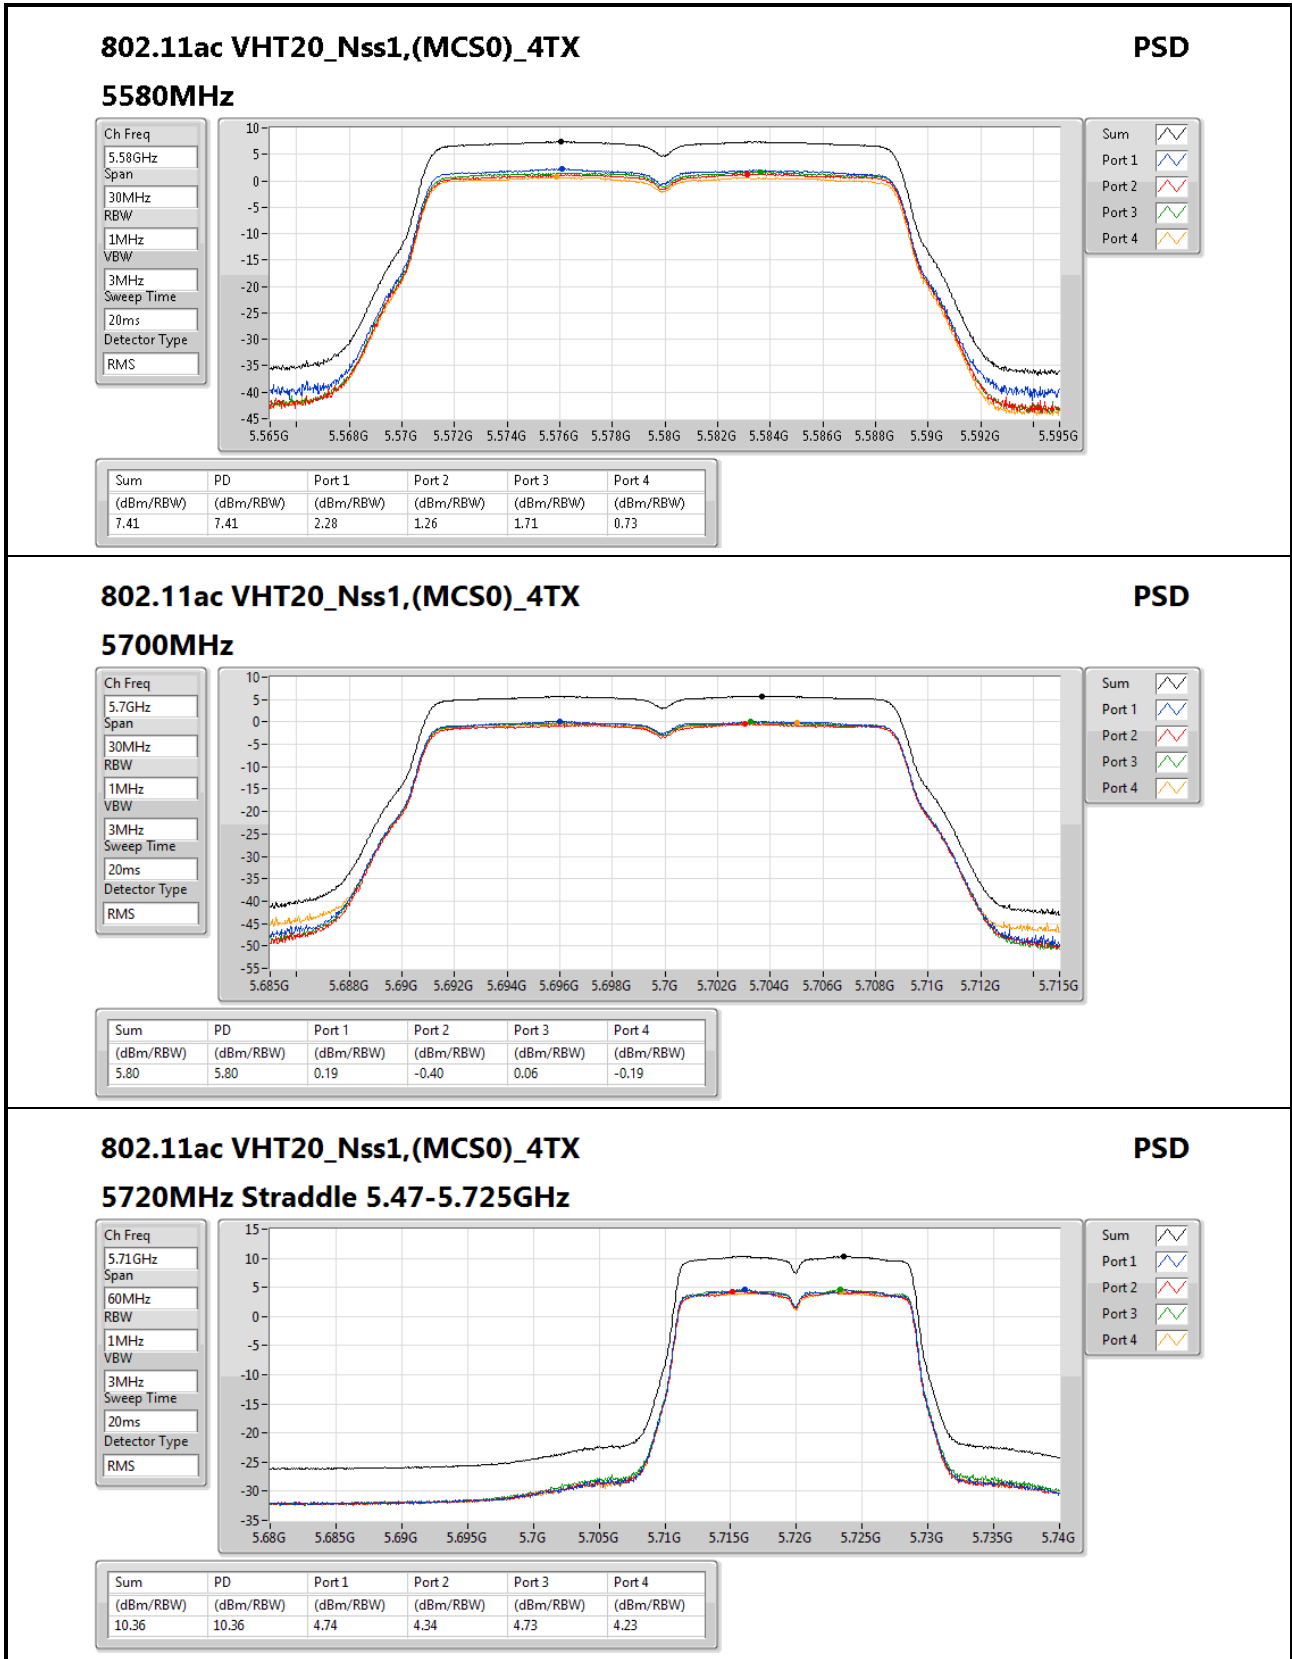 802.11ac VHT20_Nss1,(MCS0)_4TX PSD
5580MHz
Ch Freq
5.58GHz
Span
30MHz
RBW
1MHz
VBW
3MHz
Sweep Time
20ms
Detector Type
RMS
10
5
0
-5
-10
-15
-20
-25
-30
-35
-40
-45
5.565G 5.568G 5.57G 5.572G 5.574G 5.576G 5.578G 5.58G 5.582G 5.584G 5.586G 5.588G 5.59G 5.592G 5.595G
Sum
Port 1
Port 2
Port 3
Port 4
Sum PD Port 1 Port 2 Port 3 Port 4
(dBm/RBW) (dBm/RBW) (dBm/RBW) (dBm/RBW) (dBm/RBW) (dBm/RBW)
7.41 7.41 2.28 1.26 1.71 0.73
802.11ac VHT20_Nss1,(MCS0)_4TX PSD
5700MHz
Ch Freq
5.7GHz
Span
30MHz
RBW
1MHz
VBW
3MHz
Sweep Time
20ms
Detector Type
RMS
10
5
0
-5
-10
-15
-20
-25
-30
-35
-40
-45
-50
-55
5.685G 5.688G 5.69G 5.692G 5.694G 5.696G 5.698G 5.7G 5.702G 5.704G 5.706G 5.708G 5.71G 5.712G 5.715G
Sum
Port 1
Port 2
Port 3
Port 4
Sum PD Port 1 Port 2 Port 3 Port 4
(dBm/RBW) (dBm/RBW) (dBm/RBW) (dBm/RBW) (dBm/RBW) (dBm/RBW)
5.80 5.80 0.19 -0.40 0.06 -0.19
802.11ac VHT20_Nss1,(MCS0)_4TX PSD
5720MHz Straddle 5.47-5.725GHz
Ch Freq
5.71GHz
Span
60MHz
RBW
1MHz
VBW
3MHz
Sweep Time
20ms
Detector Type
RMS
15
10
5
0
-5
-10
-15
-20
-25
-30
-35
5.68G 5.685G 5.69G 5.695G 5.7G 5.705G 5.71G 5.715G 5.72G 5.725G 5.73G 5.735G 5.74G
Sum
Port 1
Port 2
Port 3
Port 4
Sum PD Port 1 Port 2 Port 3 Port 4
(dBm/RBW) (dBm/RBW) (dBm/RBW) (dBm/RBW) (dBm/RBW) (dBm/RBW)
10.36 10.36 4.74 4.34 4.73 4.23